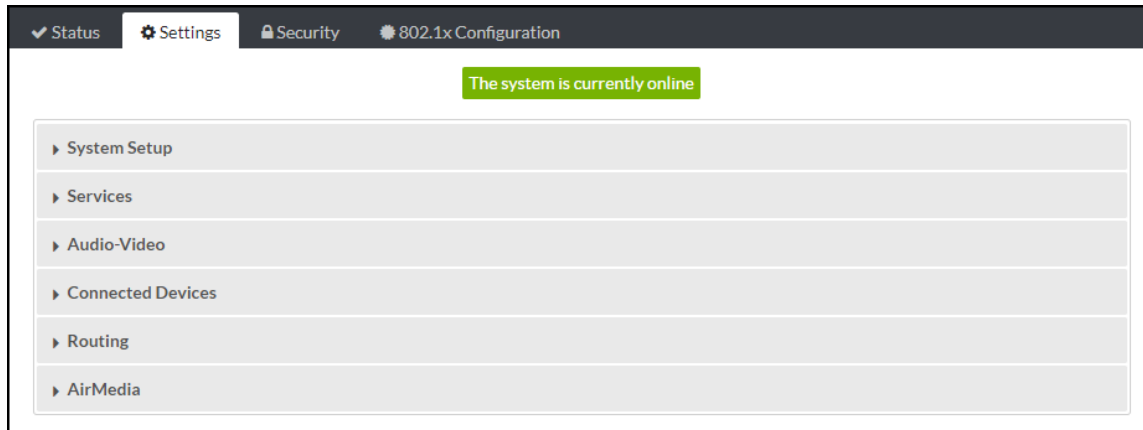 Status Settings Security 802.1x Configuration
The system is currently online
System Setup
Services
Audio-Video
Connected Devices
Routing
AirMedia